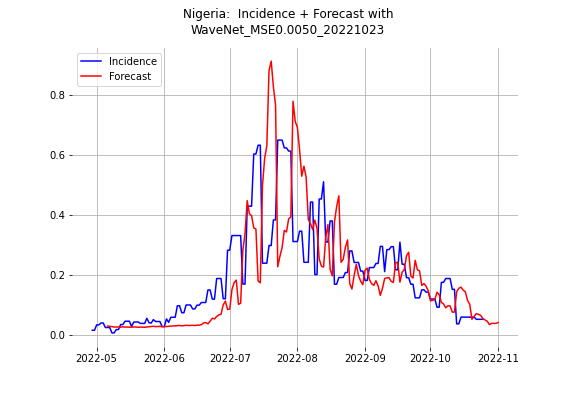 Nigeria:  Incidence + Forecast with
WaveNet_MSE0.0050_20221023
Incidence
Forecast
0.8
0.6
0.4
0.2
0.0
2022-05 2022-06 2022-07 2022-08 2022-09 2022-10 2022-11